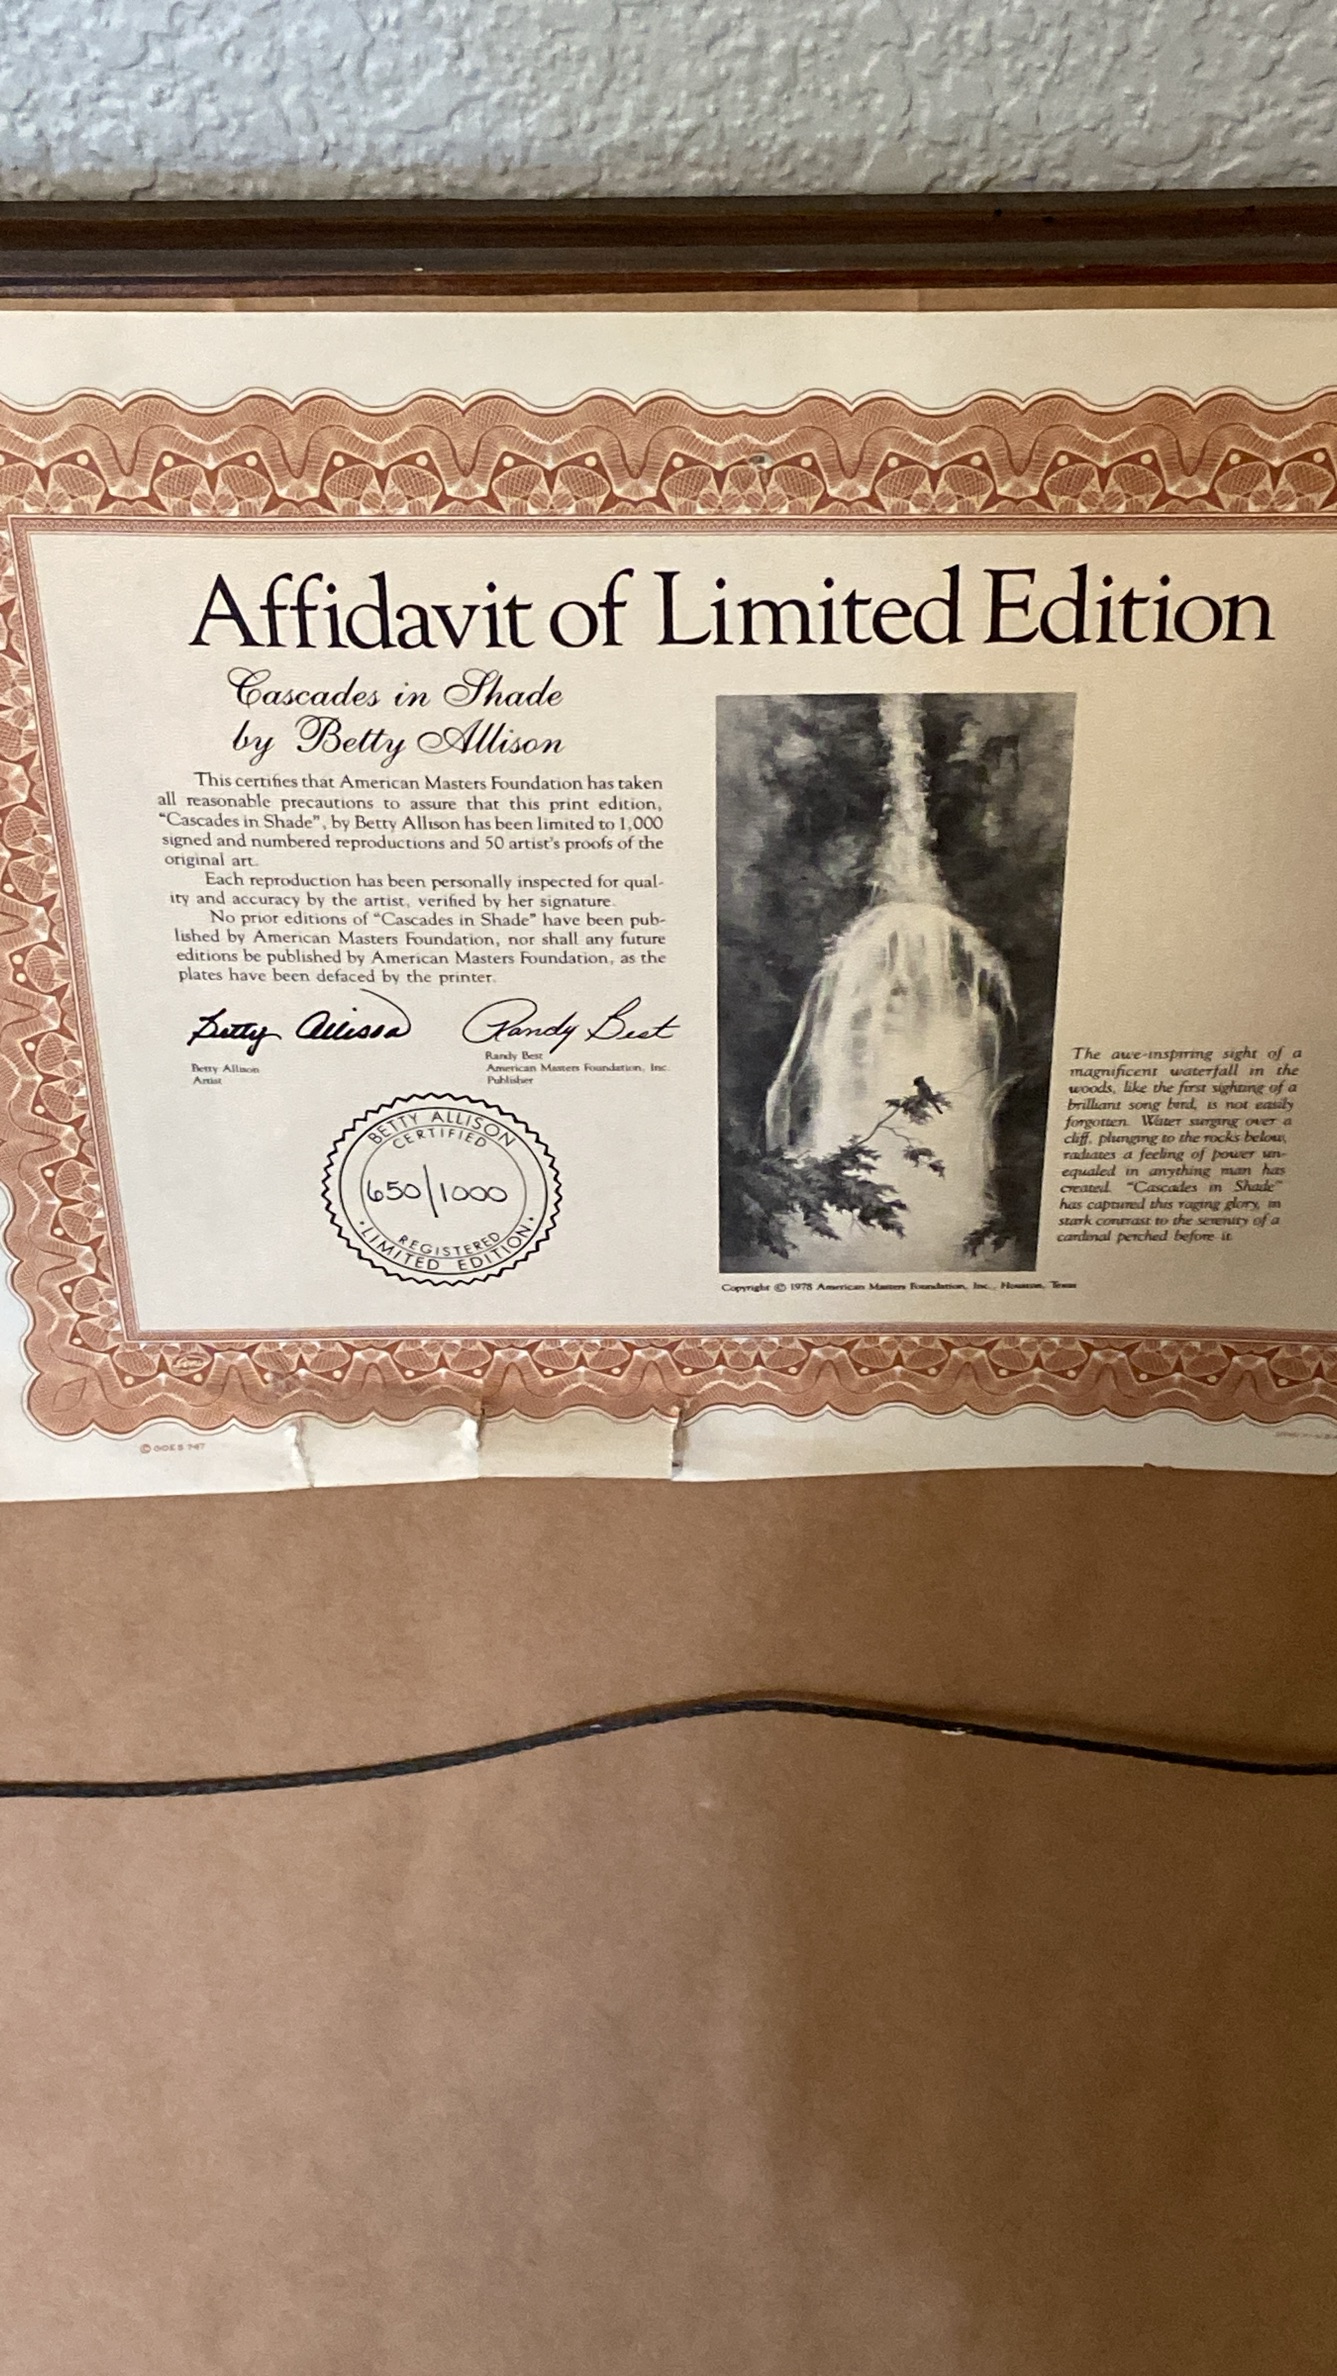 Affidavit of Limited Edition
Cascades in Shade
by Betty Allison
This certifies that American Masters Foundation has taken
all reasonable precautions to assure that this print edition,
"Cascades in Shade", by Betty Allison has been limited to 1,000
signed and numbered reproductions and 50 artist's proofs of the
original art.
Each reproduction has been personally inspected for qual-
ity and accuracy by the artist, verified by her signature.
No prior editions of "Cascades in Shade" have been pub-
lished by American Masters Foundation, nor shall any future
editions be published by American Masters Foundation, as the
plates have been defaced by the printer.
Betty Allison
Betty Allison
Artist
Randy Best
Randy Best
American Masters Foundation, Inc.
Publisher
BETTY ALLISON
CERTIFIED
650/1000
REGISTERED
LIMITED EDITION
Copyright © 1978 American Masters Foundation, Inc., Houston, Texas
The awe-inspiring sight of a
magnificent waterfall in the
woods, like the first sighting of a
brilliant song bird, is not easily
forgotten. Water surging over a
cliff, plunging to the rocks below,
radiates a feeling of power un-
equaled in anything man has
created. "Cascades in Shade"
has captured this raging glory, in
stark contrast to the serenity of a
cardinal perched before it.
© GOES 747